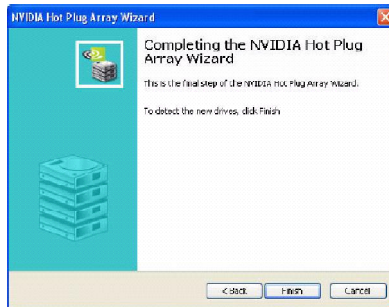 NVIDIA Hot Plug Array Wizard
Completing the NVIDIA Hot Plug
Array Wizard
This is the final step of the NVIDIA Hot Plug Array Wizard.
To detect the new drives, click Finish
< Back
Finish
Cancel